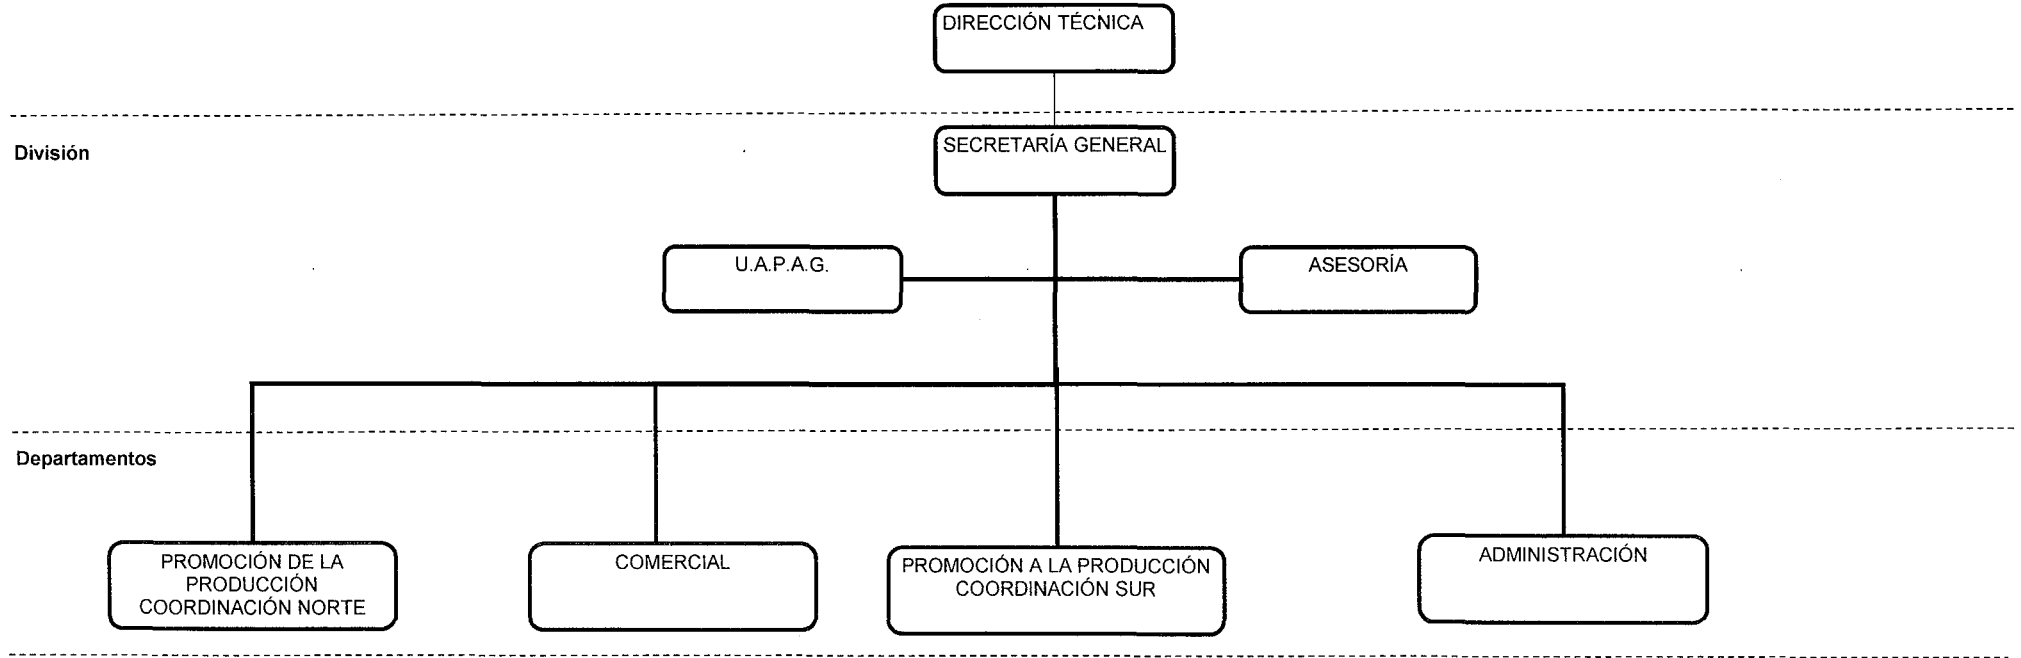 DIRECCIÓN TÉCNICA
División
SECRETARÍA GENERAL
U.A.P.A.G.
ASESORÍA
Departamentos
PROMOCIÓN DE LA
PRODUCCIÓN
COORDINACIÓN NORTE
COMERCIAL
PROMOCIÓN A LA PRODUCCIÓN
COORDINACIÓN SUR
ADMINISTRACIÓN